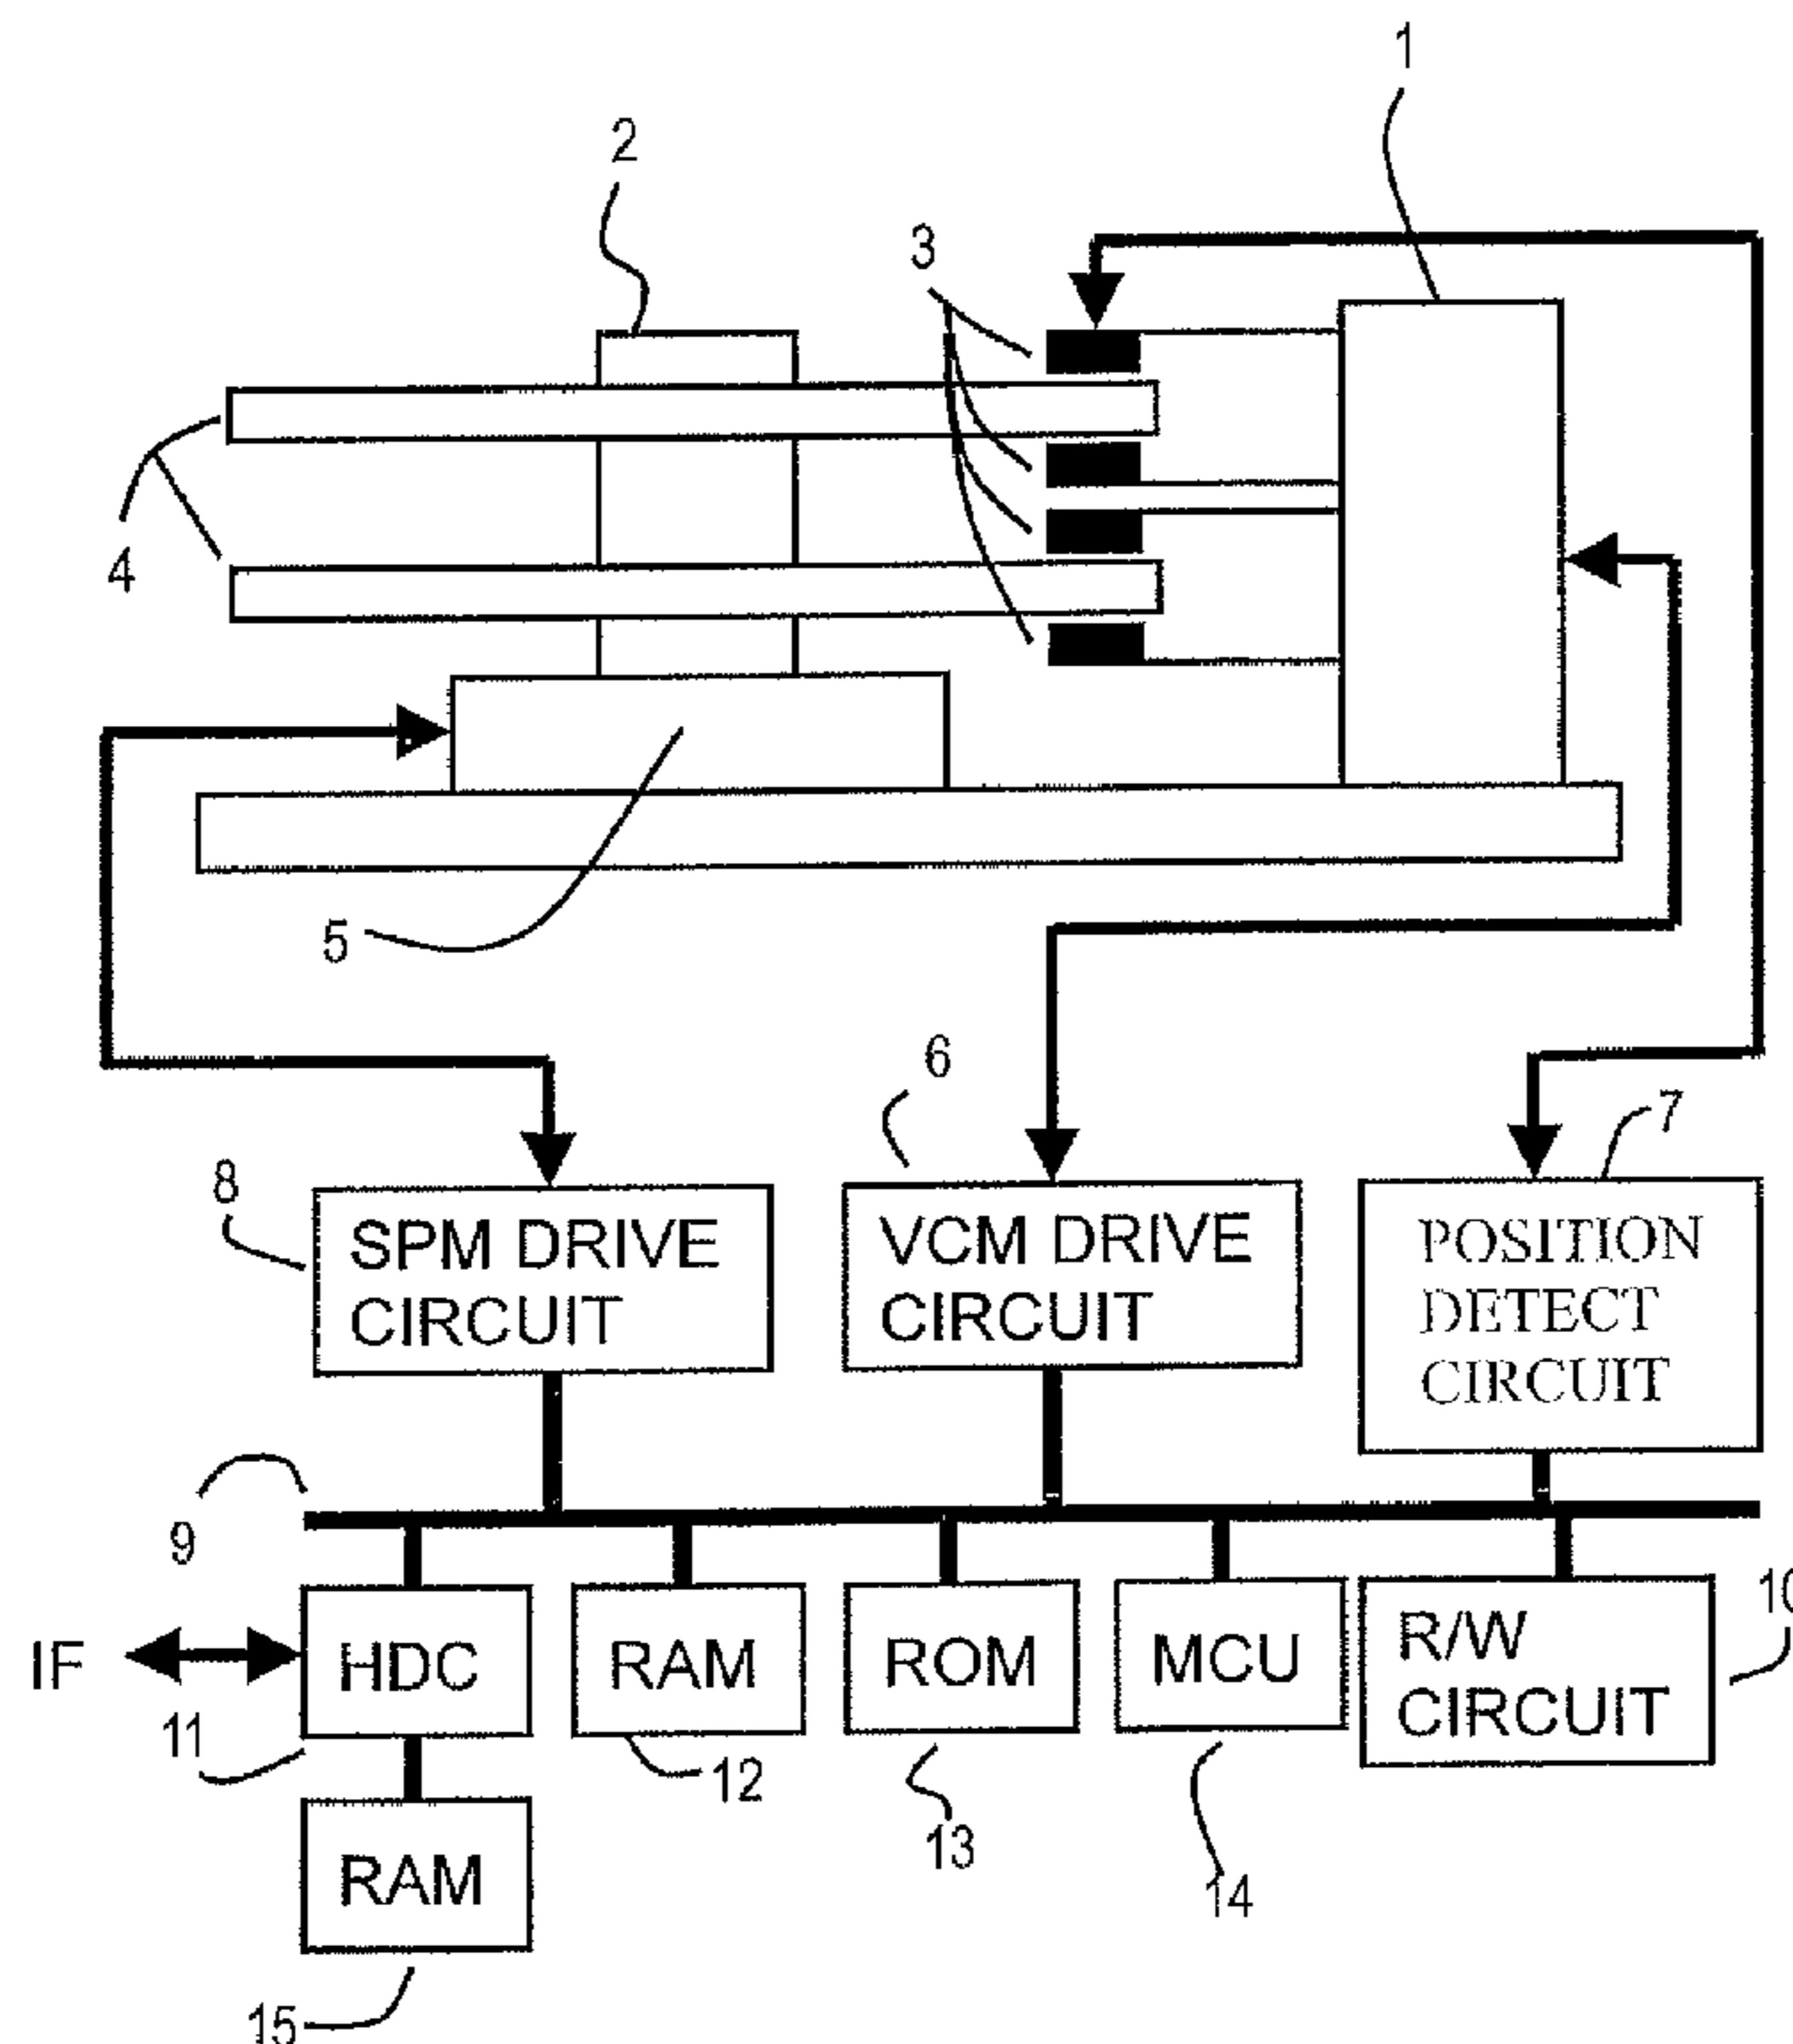 1
2
3
4
5
6
7
8
SPM DRIVE
CIRCUIT
VCM DRIVE
CIRCUIT
POSITION
DETECT
CIRCUIT
9
IF
HDC
RAM
ROM
MCU
R/W
CIRCUIT
10
11
12
13
14
RAM
15